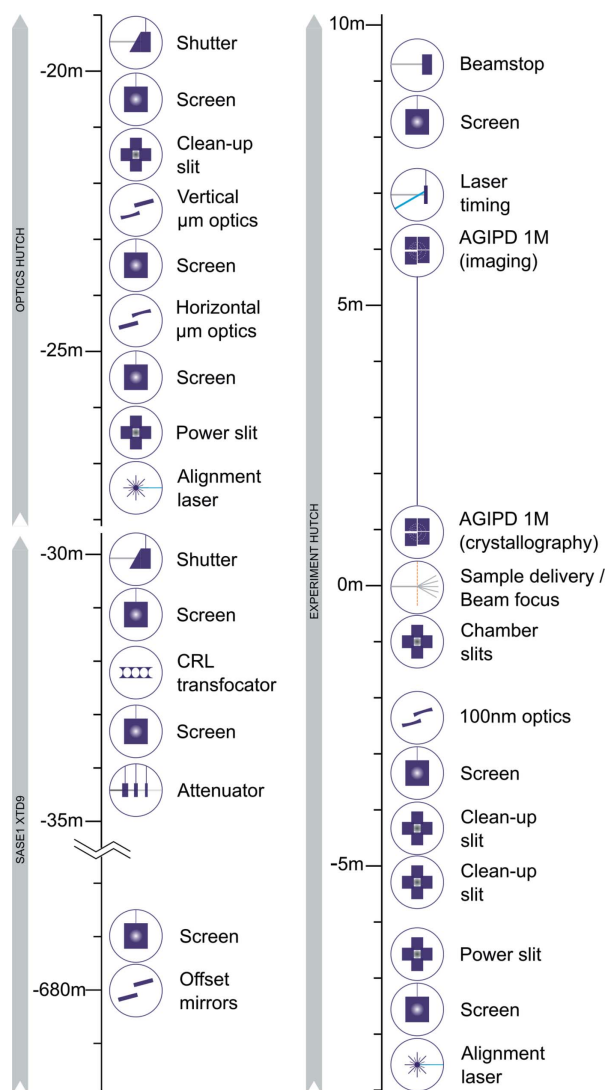 OPTICS HUTCH
-20m
Shutter
Screen
Clean-up
slit
Vertical
µm optics
Screen
Horizontal
µm optics
-25m
Screen
Power slit
Alignment
laser
SASE1 XTD9
-30m
Shutter
Screen
CRL
transfocator
Screen
Attenuator
-35m
Screen
-680m
Offset
mirrors
EXPERIMENT HUTCH
10m
Beamstop
Screen
Laser
timing
AGIPD 1M
(imaging)
5m
AGIPD 1M
(crystallography)
0m
Sample delivery /
Beam focus
Chamber
slits
100nm optics
Screen
Clean-up
slit
-5m
Clean-up
slit
Power slit
Screen
Alignment
laser